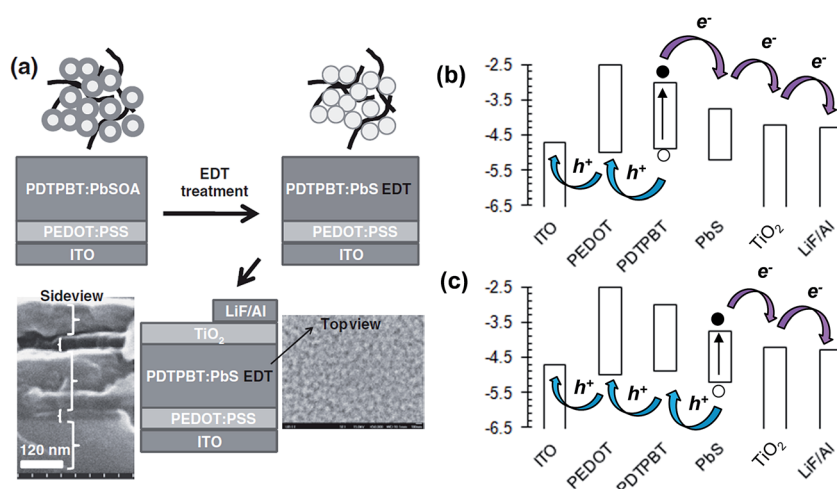 (a)
PDTPBT:PbSOA
PEDOT:PSS
ITO
EDT
treatment
PDTPBT:PbS EDT
PEDOT:PSS
ITO
Sideview
120 nm
LiF/Al
TiO2
PDTPBT:PbS EDT
PEDOT:PSS
ITO
Topview
(b)
-2.5
-3.5
-4.5
-5.5
-6.5
e-
e-
e-
h+
h+
ITO
PEDOT
PDTPBT
PbS
TiO2
LiF/Al
(c)
-2.5
-3.5
-4.5
-5.5
-6.5
e-
e-
h+
h+
h+
ITO
PEDOT
PDTPBT
PbS
TiO2
LiF/Al